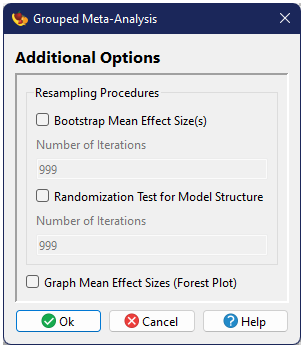 Grouped Meta-Analysis
Additional Options
Resampling Procedures
Bootstrap Mean Effect Size(s)
Number of Iterations
999
Randomization Test for Model Structure
Number of Iterations
999
Graph Mean Effect Sizes (Forest Plot)
Ok Cancel Help